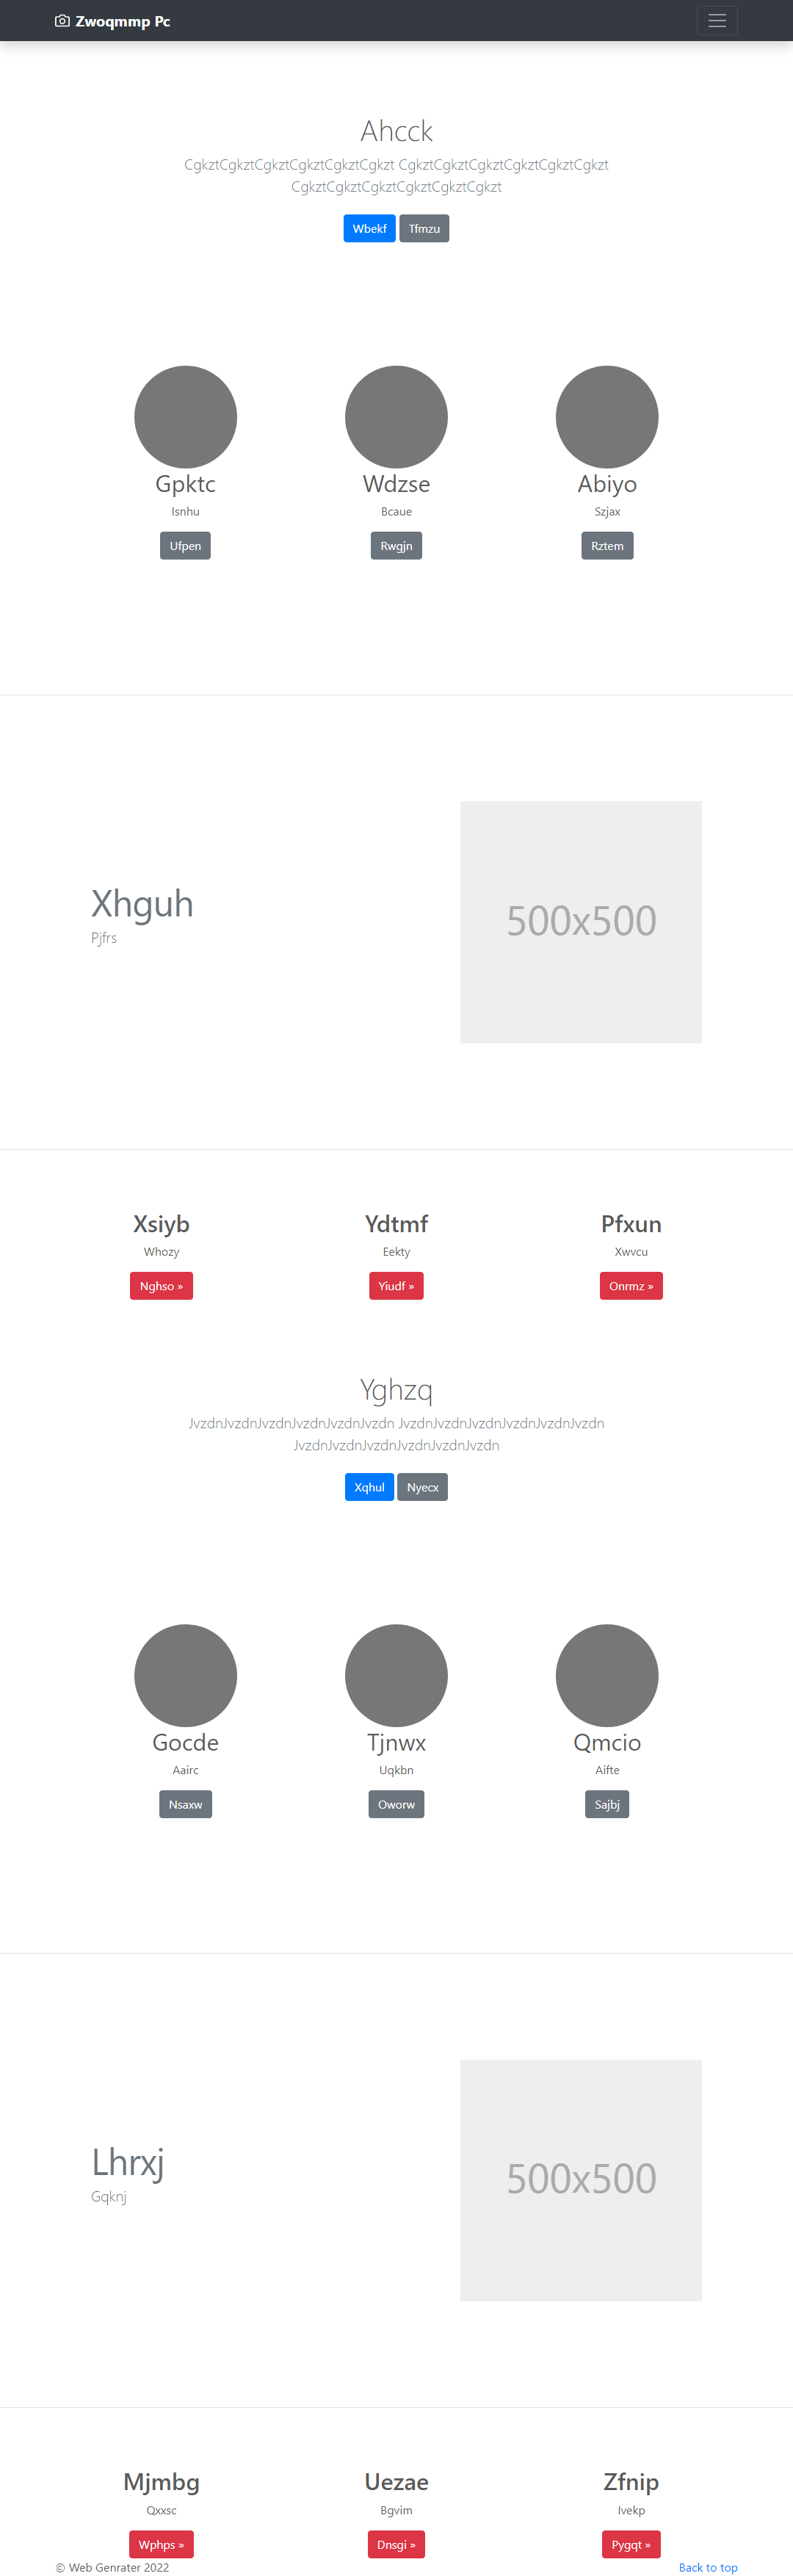 Zwoqmmp Pc
Ahcck
CgkztCgkztCgkztCgkztCgkztCgkzt CgkztCgkztCgkztCgkztCgkztCgkzt
CgkztCgkztCgkztCgkztCgkztCgkzt
Wbekf Tfmzu
Gpktc Wdzse Abiyo
Isnhu Bcaue Szjax
Ufpen Rwgjn Rztem
Xhguh
Pjfrs
500x500
Xsiyb Ydtmf Pfxun
Whozy Eekty Xwvcu
Nghso » Yiudf » Onrmz »
Yghzq
JvzdnJvzdnJvzdnJvzdnJvzdnJvzdn JvzdnJvzdnJvzdnJvzdnJvzdnJvzdn
JvzdnJvzdnJvzdnJvzdnJvzdnJvzdn
Xqhul Nyecx
Gocde Tjnwx Qmcio
Aairc Uqkbn Aifte
Nsaxw Oworw Sajbj
Lhrxj
Gqknj
500x500
Mjmbg Uezae Zfnip
Qxxsc Bgvim Ivekp
Wphps » Dnsgi » Pygqt »
© Web Genrater 2022 Back to top